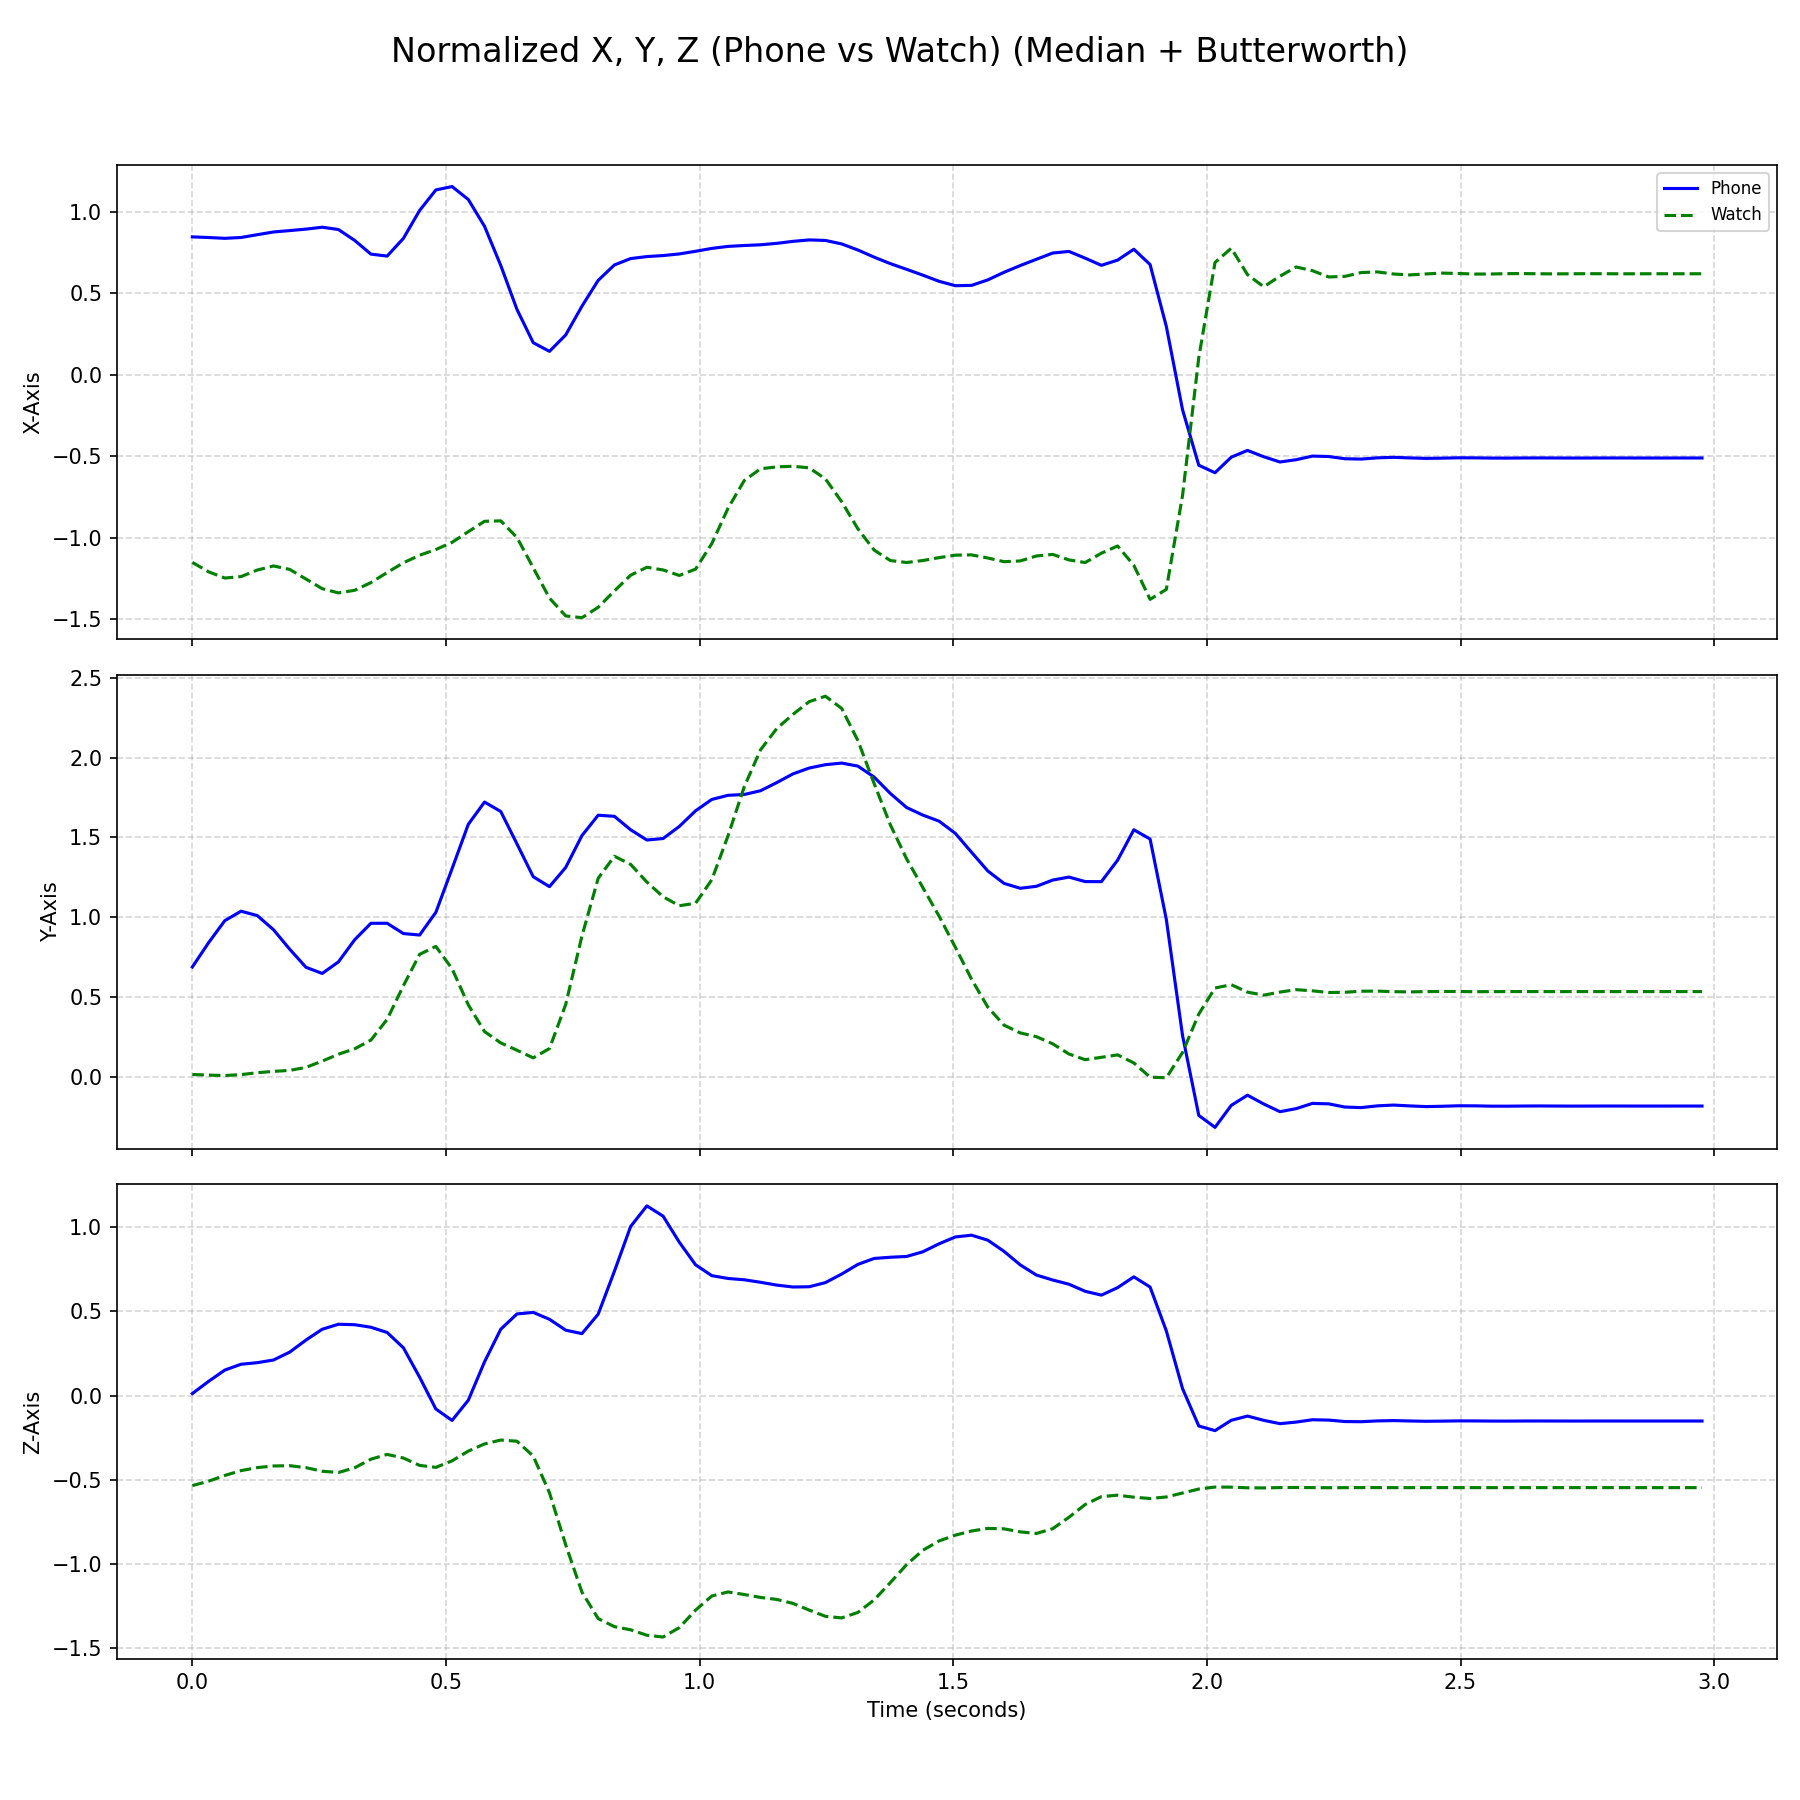 Normalized X, Y, Z (Phone vs Watch) (Median + Butterworth)
Phone
Watch
X-Axis
1.0
0.5
0.0
−0.5
−1.0
−1.5
Y-Axis
2.5
2.0
1.5
1.0
0.5
0.0
Z-Axis
1.0
0.5
0.0
−0.5
−1.0
−1.5
0.0 0.5 1.0 1.5 2.0 2.5 3.0
Time (seconds)